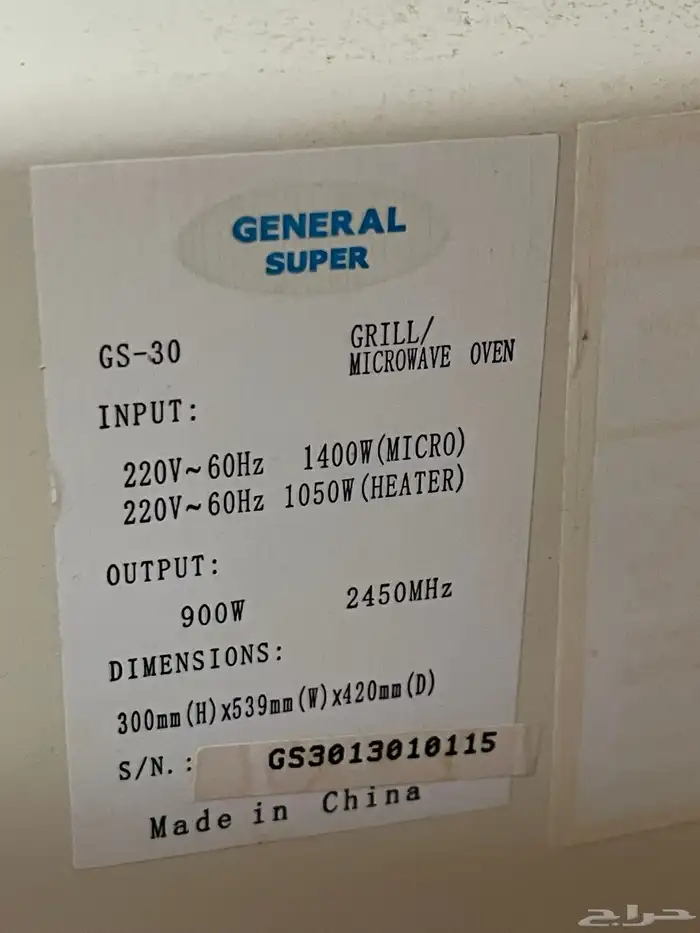 GENERAL
SUPER
GS-30
GRILL/
MICROWAVE OVEN
INPUT:
220V~60Hz 1400W(MICRO)
220V~60Hz 1050W(HEATER)
OUTPUT:
900W 2450MHz
DIMENSIONS:
300mm(H)x539mm(W)x420mm(D)
S/N.: GS3013010115
Made in China
حراج